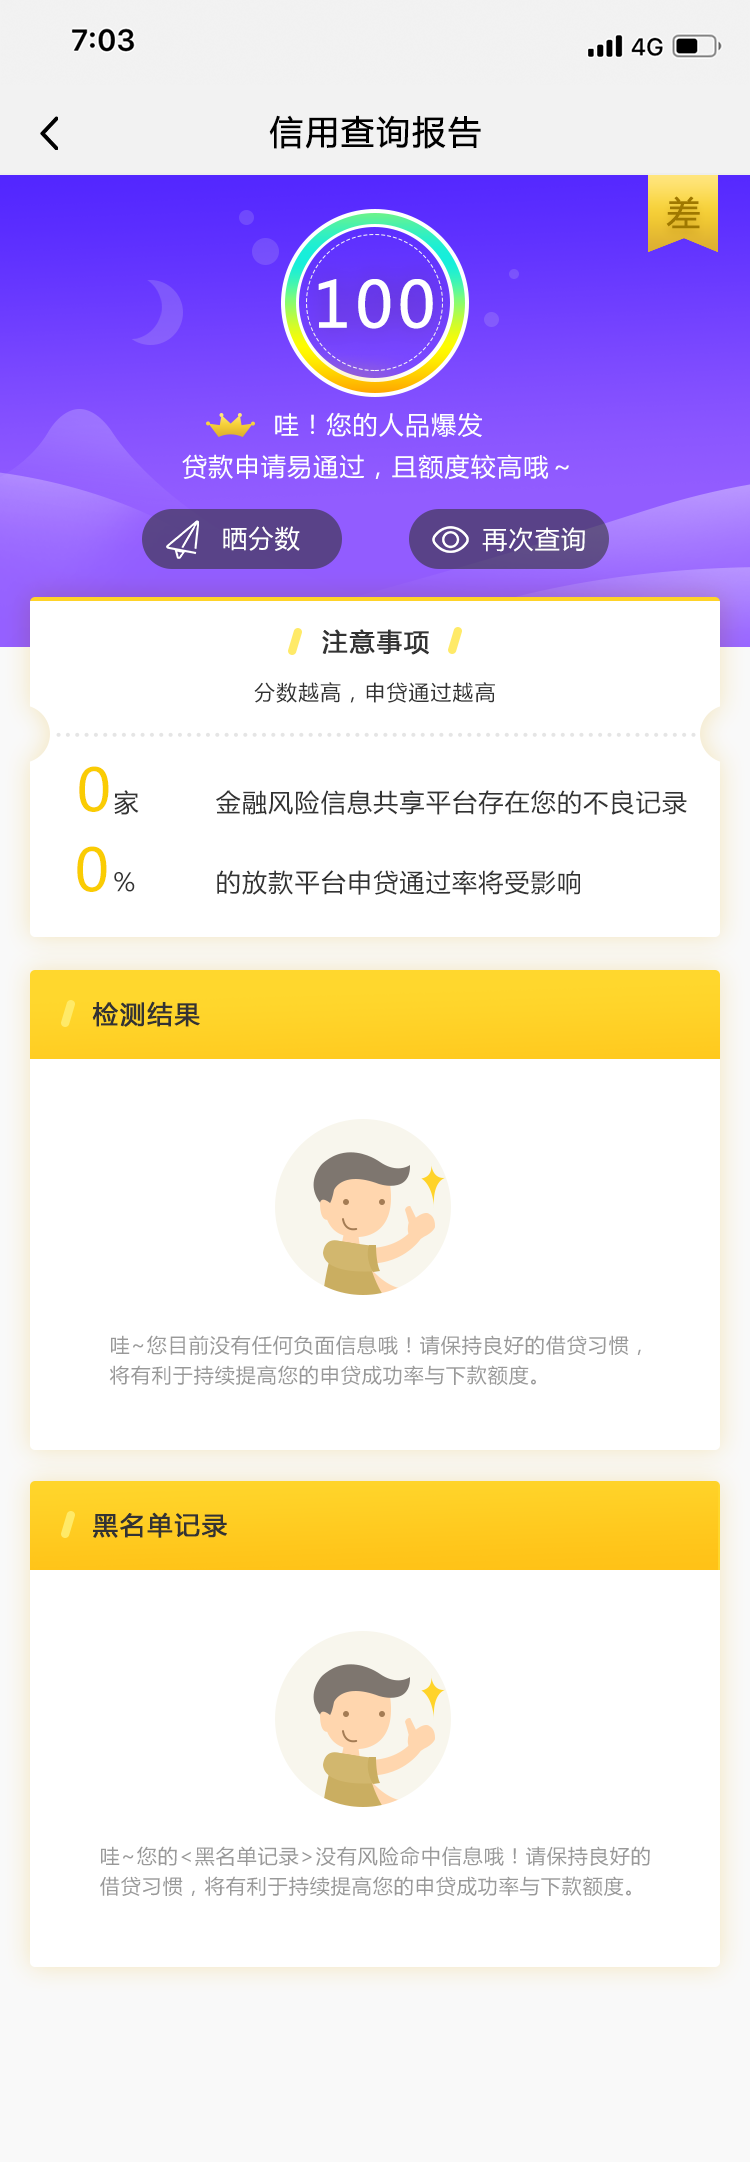 7:03
4G
信用查询报告
差
100
哇！您的人品爆发
贷款申请易通过，且额度较高哦~
晒分数
再次查询
注意事项
分数越高，申贷通过越高
0家 金融风险信息共享平台存在您的不良记录
0% 的放款平台申贷通过率将受影响
检测结果
哇~您目前没有任何负面信息哦！请保持良好的借贷习惯，
将有利于持续提高您的申贷成功率与下款额度。
黑名单记录
哇~您的<黑名单记录>没有风险命中信息哦！请保持良好的
借贷习惯，将有利于持续提高您的申贷成功率与下款额度。